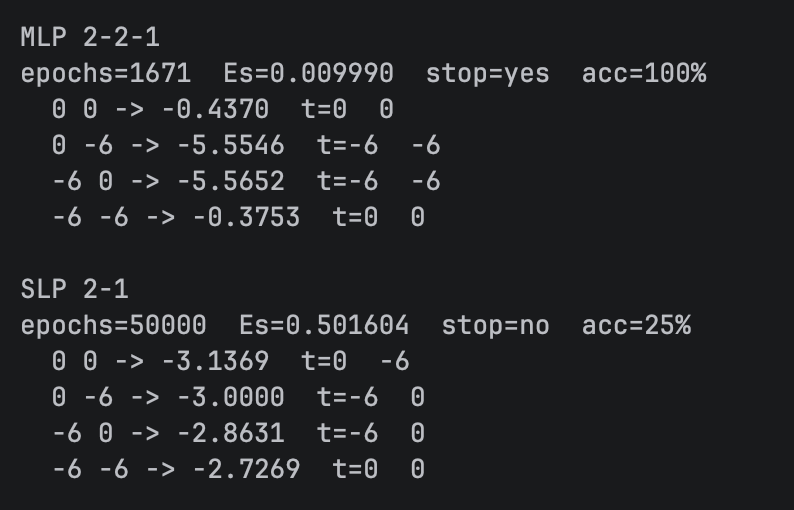 MLP 2-2-1
epochs=1671  Es=0.009990  stop=yes  acc=100%
  0 0 -> -0.4370  t=0  0
  0 -6 -> -5.5546  t=-6  -6
  -6 0 -> -5.5652  t=-6  -6
  -6 -6 -> -0.3753  t=0  0

SLP 2-1
epochs=50000  Es=0.501604  stop=no  acc=25%
  0 0 -> -3.1369  t=0  -6
  0 -6 -> -3.0000  t=-6  0
  -6 0 -> -2.8631  t=-6  0
  -6 -6 -> -2.7269  t=0  0